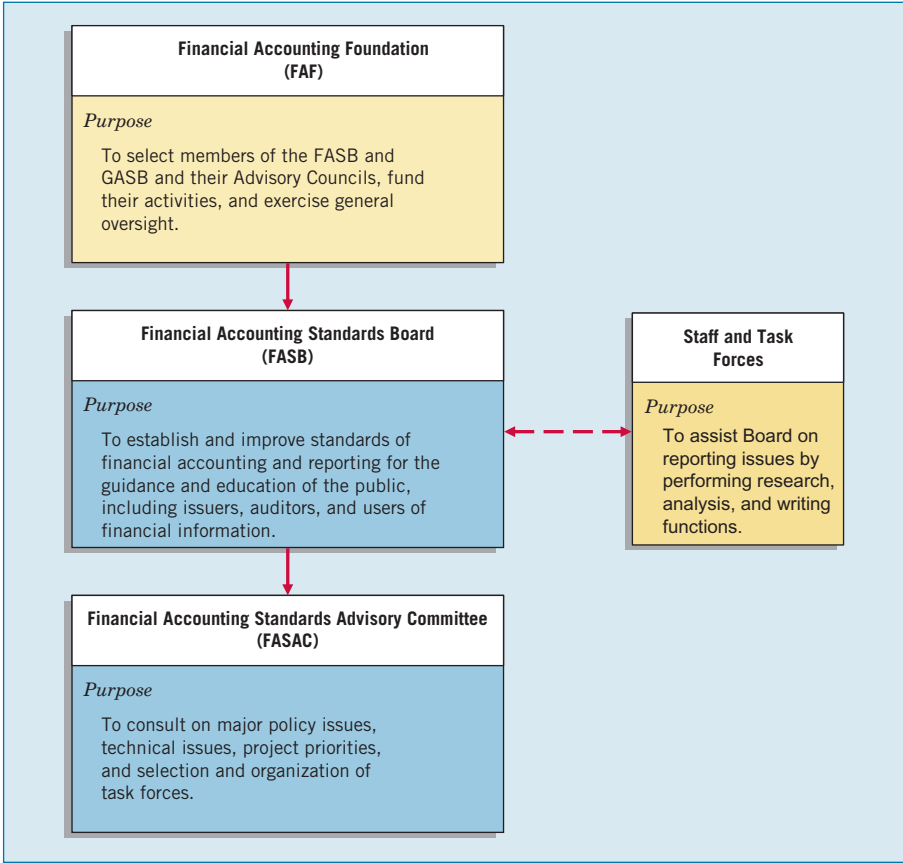 Financial Accounting Foundation
(FAF)
Purpose
To select members of the FASB and
GASB and their Advisory Councils, fund
their activities, and exercise general
oversight.
Financial Accounting Standards Board
(FASB)
Purpose
To establish and improve standards of
financial accounting and reporting for the
guidance and education of the public,
including issuers, auditors, and users of
financial information.
Staff and Task
Forces
Purpose
To assist Board on
reporting issues by
performing research,
analysis, and writing
functions.
Financial Accounting Standards Advisory Committee
(FASAC)
Purpose
To consult on major policy issues,
technical issues, project priorities,
and selection and organization of
task forces.